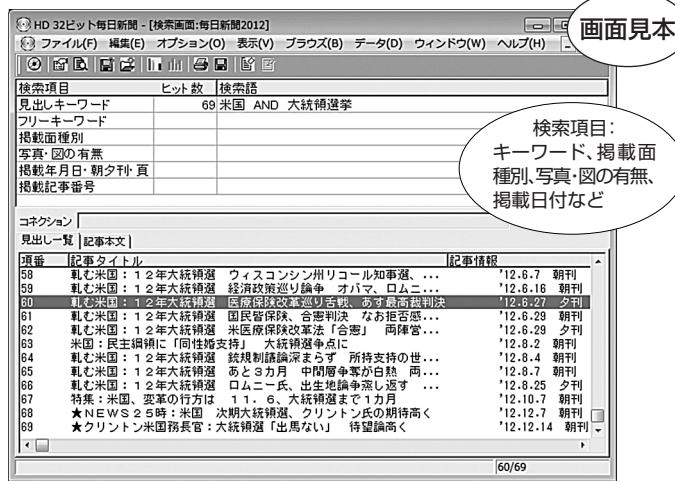 HD 32ビット毎日新聞 - [検索画面:毎日新聞2012]
画面見本
ファイル(F) 編集(E) オプション(O) 表示(V) ブラウズ(B) データ(D) ウィンドウ(W) ヘルプ(H)
検索項目 ヒット数 検索語
見出しキーワード 69 米国 AND 大統領選挙
フリーキーワード
掲載面種別
写真・図の有無
掲載年月日・朝夕刊・頁
掲載記事番号
検索項目:
キーワード、掲載面
種別、写真・図の有無、
掲載日付など
コネクション
見出し一覧 記事本文
項番 記事タイトル 記事情報
58 軋む米国:12年大統領選 ウィスコンシン州リコール知事選、... '12.6.7 朝刊
59 軋む米国:12年大統領選 経済政策巡り論争 オバマ、ロムニ... '12.6.16 朝刊
60 軋む米国:12年大統領選 医療保険改革巡り舌戦、あす最高裁判決 '12.6.27 夕刊
61 軋む米国:12年大統領選 国民皆保険、合憲判決 なお拒否感... '12.6.29 朝刊
62 軋む米国:12年大統領選 米医療保険改革法「合憲」 両陣営... '12.6.29 夕刊
63 米国:民主綱領に「同性婚支持」 大統領選争点に '12.8.2 朝刊
64 軋む米国:12年大統領選 銃規制議論深まらず 所持支持の世... '12.8.4 朝刊
65 軋む米国:12年大統領選 あと3カ月 中間層争奪が白熱 両... '12.8.7 朝刊
66 軋む米国:12年大統領選 ロムニー氏、出生地論争蒸し返す ... '12.8.25 夕刊
67 特集:米国、変革の行方は 11.6、大統領選まで1カ月 '12.10.7 朝刊
68 ★NEWS25時:米国 次期大統領選、クリントン氏の期待高く '12.12.7 朝刊
69 ★クリントン米国務長官:大統領選「出馬ない」 待望論高く '12.12.14 朝刊
60/69